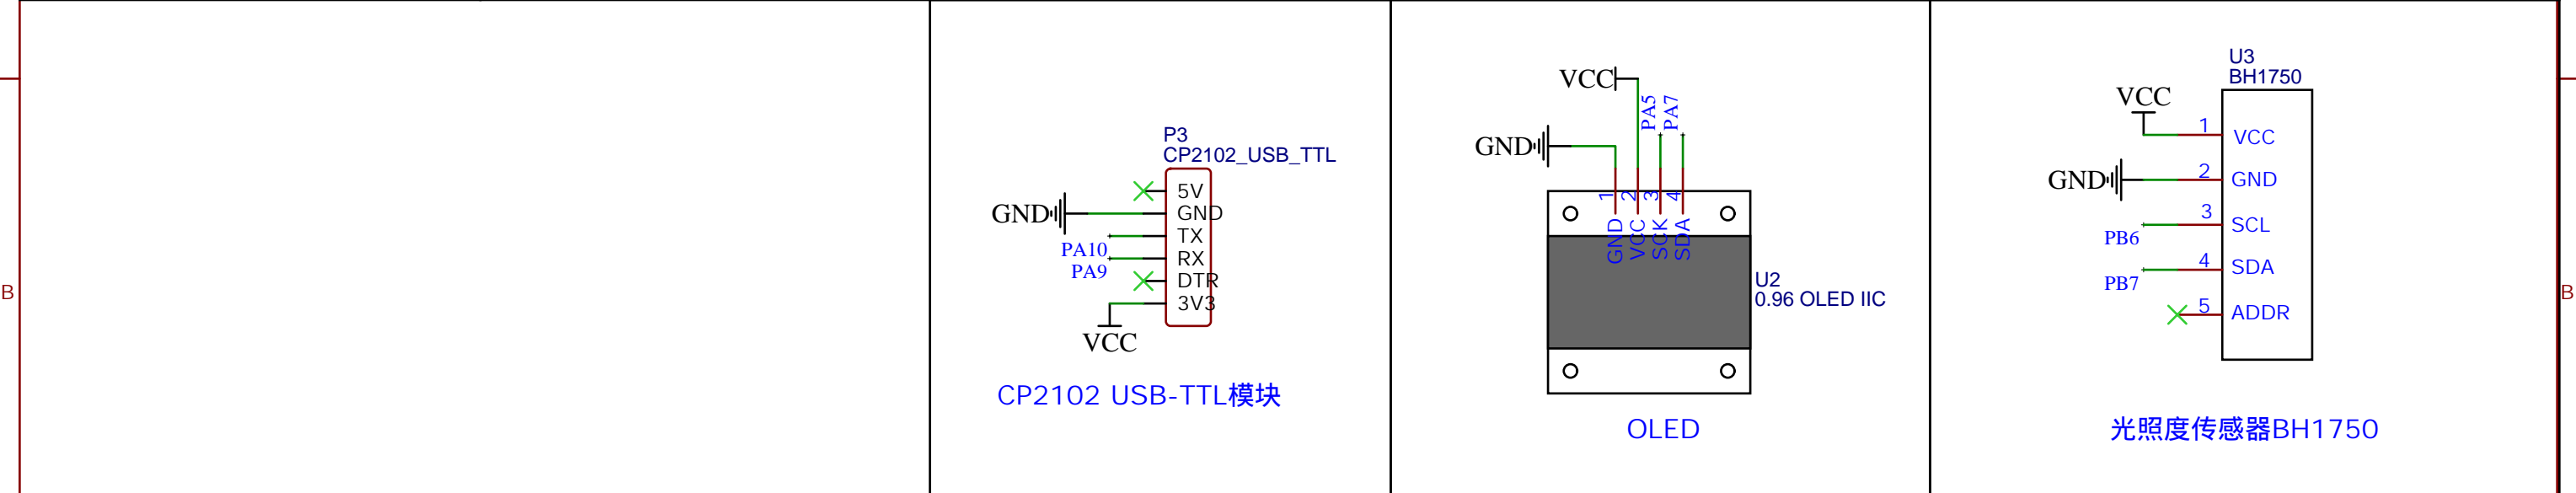 B
P3
CP2102_USB_TTL
5V
GND
GND
TX
PA10
RX
PA9
DTR
3V3
VCC
CP2102 USB-TTL模块
VCC
PA5
PA7
GND
1
2
3
4
GND
VCC
SCK
SDA
U2
0.96 OLED IIC
OLED
U3
BH1750
VCC
1
VCC
GND
2
GND
3
SCL
PB6
4
SDA
PB7
5
ADDR
光照度传感器BH1750
B